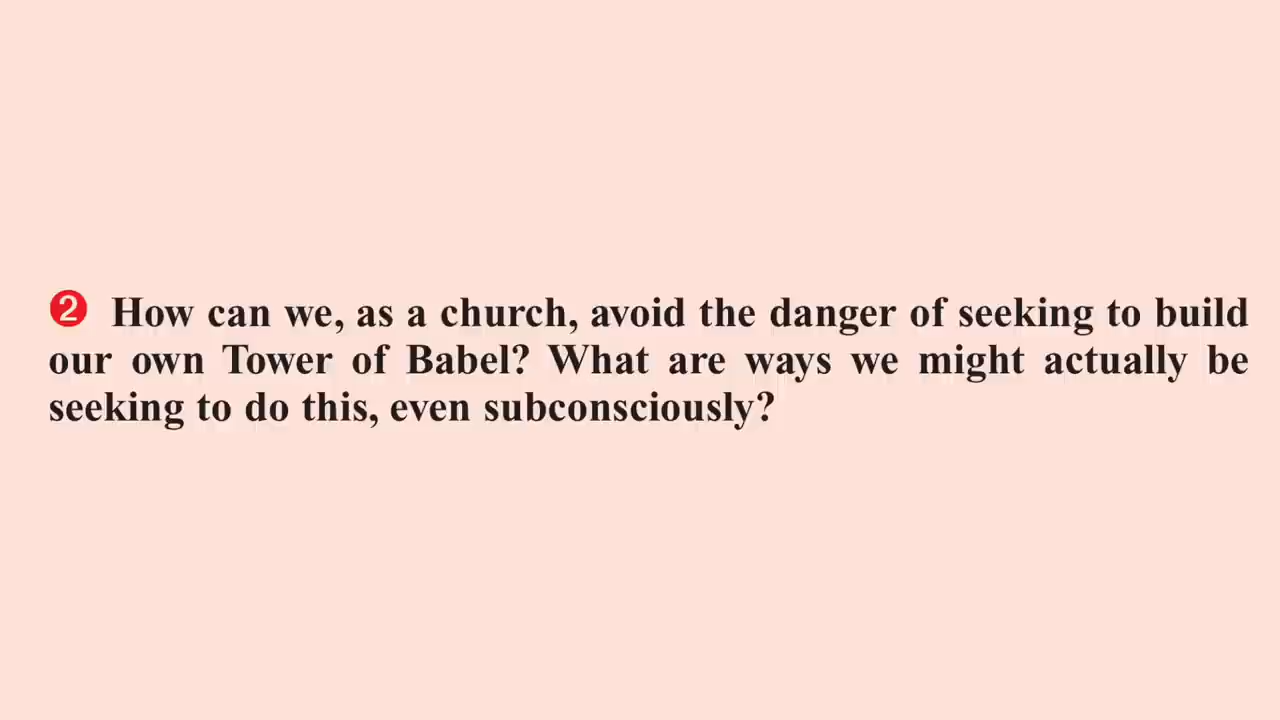 ❷ How can we, as a church, avoid the danger of seeking to build
our own Tower of Babel? What are ways we might actually be
seeking to do this, even subconsciously?